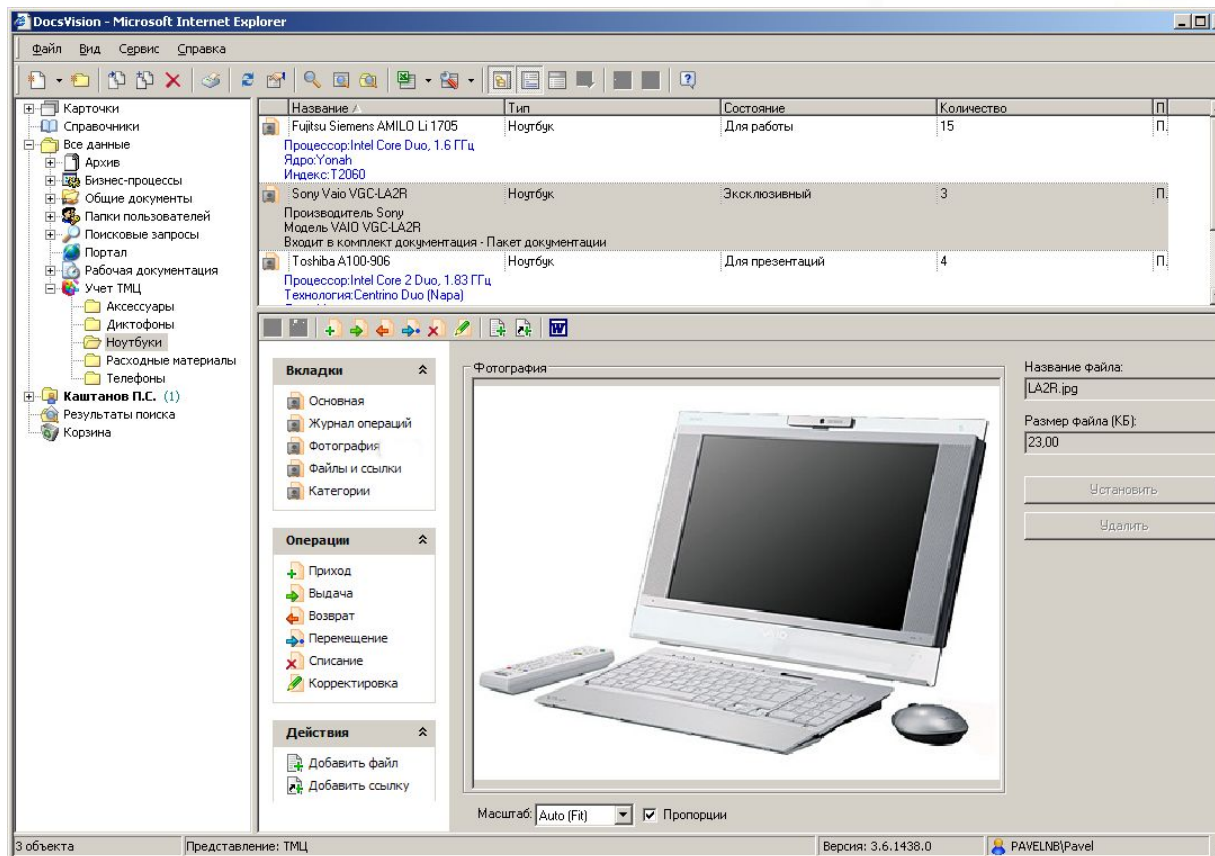 DocsVision - Microsoft Internet Explorer
Файл Вид Сервис Справка
Карточки
Справочники
Все данные
Архив
Бизнес-процессы
Общие документы
Папки пользователей
Поисковые запросы
Портал
Рабочая документация
Учет ТМЦ
Аксессуары
Диктофоны
Ноутбуки
Расходные материалы
Телефоны
Каштанов П.С. (1)
Результаты поиска
Корзина
Название Тип Состояние Количество П
Fujitsu Siemens AMILO Li 1705 Ноутбук Для работы 15 П.
Процессор:Intel Core Duo, 1.6 ГГц
Ядро:Yonah
Индекс:T2060
Sony Vaio VGC-LA2R Ноутбук Эксклюзивный 3 П.
Производитель Sony
Модель VAIO VGC-LA2R
Входит в комплект документация - Пакет документации
Toshiba A100-906 Ноутбук Для презентаций 4 П.
Процессор:Intel Core 2 Duo, 1.83 ГГц
Технология:Centrino Duo (Napa)
Вкладки
Основная
Журнал операций
Фотография
Файлы и ссылки
Категории
Операции
Приход
Выдача
Возврат
Перемещение
Списание
Корректировка
Действия
Добавить файл
Добавить ссылку
Фотография
VAIO
Масштаб: Auto (Fit) Пропорции
Название файла:
LA2R.jpg
Размер файла (КБ):
23,00
Установить
Удалить
3 объекта Представление: ТМЦ Версия: 3.6.1438.0 PAVELNB\Pavel